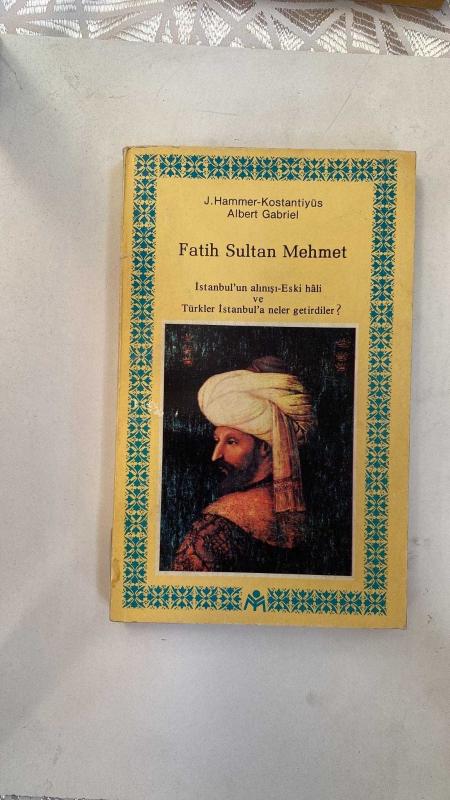 J.Hammer-Kostantiyüs
Albert Gabriel
Fatih Sultan Mehmet
İstanbul'un alınışı-Eski hâli
ve
Türkler İstanbul'a neler getirdiler?